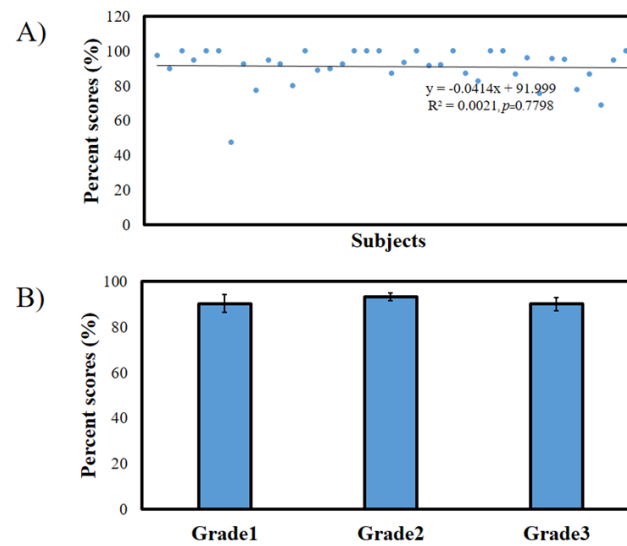 A)
Percent scores (%)
120
100
80
60
40
20
0
y = -0.0414x + 91.999
R² = 0.0021, p=0.7798
Subjects
B)
Percent scores (%)
100
80
60
40
20
0
Grade1 Grade2 Grade3